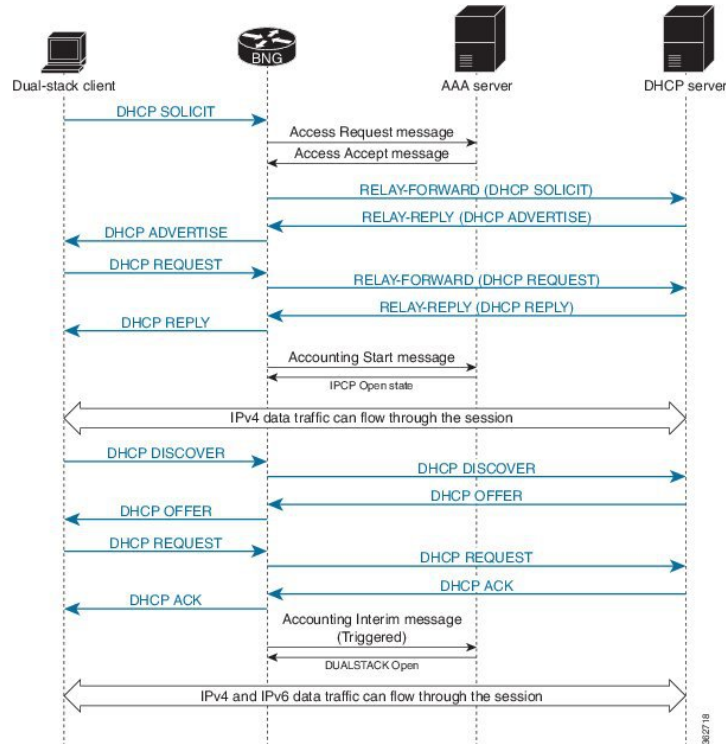 BNG
Dual-stack client
AAA server
DHCP server
DHCP SOLICIT
Access Request message
Access Accept message
RELAY-FORWARD (DHCP SOLICIT)
RELAY-REPLY (DHCP ADVERTISE)
DHCP ADVERTISE
DHCP REQUEST
RELAY-FORWARD (DHCP REQUEST)
RELAY-REPLY (DHCP REPLY)
DHCP REPLY
Accounting Start message
IPCP Open state
IPv4 data traffic can flow through the session
DHCP DISCOVER
DHCP DISCOVER
DHCP OFFER
DHCP OFFER
DHCP REQUEST
DHCP REQUEST
DHCP ACK
DHCP ACK
Accounting Interim message
(Triggered)
DUALSTACK Open
IPv4 and IPv6 data traffic can flow through the session
362718